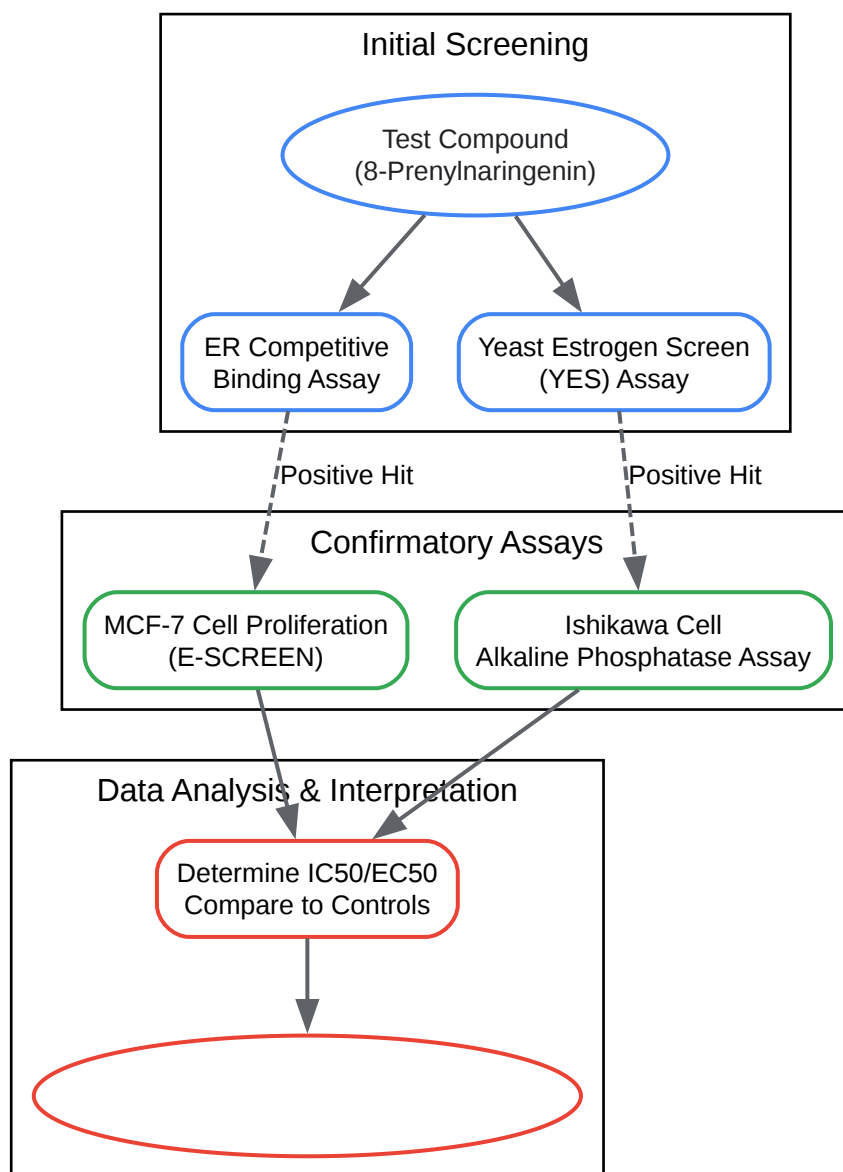 Initial Screening
Test Compound
(8-Prenylnaringenin)
ER Competitive
Binding Assay
Yeast Estrogen Screen
(YES) Assay
Positive Hit
Positive Hit
Confirmatory Assays
MCF-7 Cell Proliferation
(E-SCREEN)
Ishikawa Cell
Alkaline Phosphatase Assay
Data Analysis & Interpretation
Determine IC50/EC50
Compare to Controls